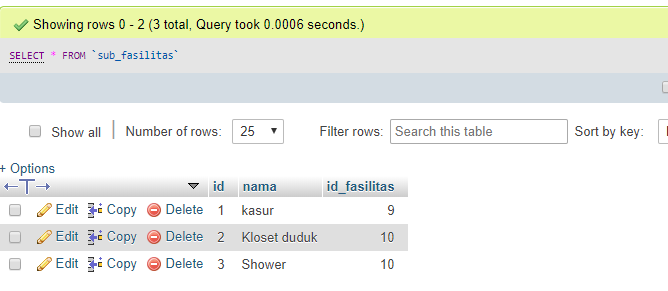 Showing rows 0 - 2 (3 total, Query took 0.0006 seconds.)
SELECT * FROM `sub_fasilitas`
Show all | Number of rows: 25 Filter rows: Search this table Sort by key:
+ Options
←T→ id nama id_fasilitas
Edit Copy Delete 1 kasur 9
Edit Copy Delete 2 Kloset duduk 10
Edit Copy Delete 3 Shower 10